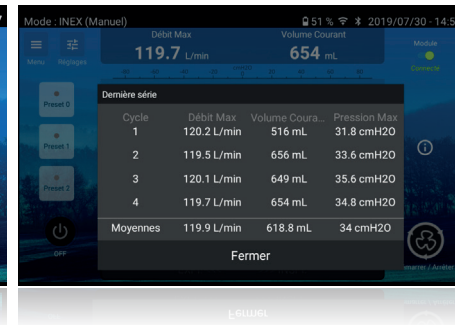 Mode : INEX (Manuel) 51 % 2019/07/30 - 14:5
Débit Max Volume Courant
119.7 L/min 654 mL
Module
Connecté
Menu Réglages
Preset 0
Preset 1
Preset 2
OFF
Dernière série
Cycle Débit Max Volume Coura... Pression Max
1 120.2 L/min 516 mL 31.8 cmH2O
2 119.5 L/min 656 mL 33.6 cmH2O
3 120.1 L/min 649 mL 35.6 cmH2O
4 119.7 L/min 654 mL 34.8 cmH2O
Moyennes 119.9 L/min 618.8 mL 34 cmH2O
Fermer
marrer / Arrêter